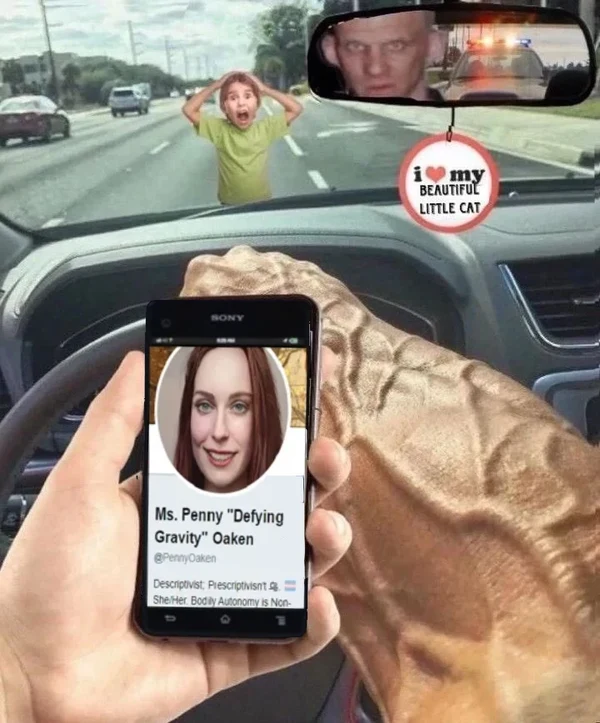 i ❤️ my
BEAUTIFUL
LITTLE CAT
SONY
Ms. Penny "Defying
Gravity" Oaken
@PennyOaken
Descriptivist; Prescriptivisn't
She/Her. Bodily Autonomy is Non-